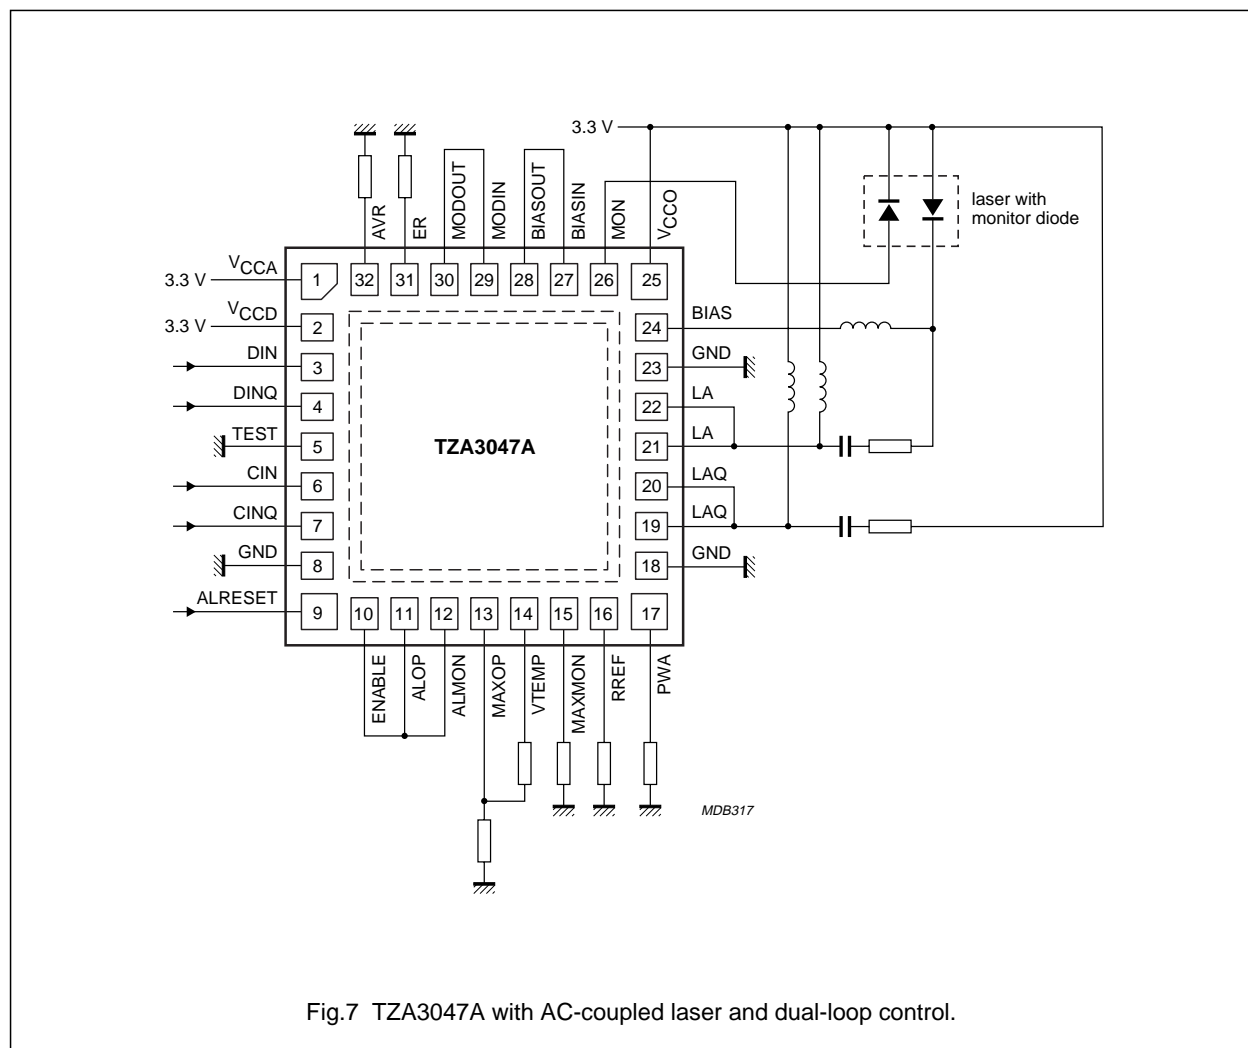 3.3 V
AVR
ER
MODOUT
MODIN
BIASOUT
BIASIN
MON
VCCO
laser with
monitor diode
3.3 V
VCCA
1
32
31
30
29
28
27
26
25
3.3 V
VCCD
2
24
BIAS
DIN
3
23
GND
DINQ
4
22
LA
TEST
5
TZA3047A
21
LA
CIN
6
20
LAQ
CINQ
7
19
LAQ
GND
8
18
GND
ALRESET
9
10
11
12
13
14
15
16
17
ENABLE
ALOP
ALMON
MAXOP
VTEMP
MAXMON
RREF
PWA
MDB317
Fig.7 TZA3047A with AC-coupled laser and dual-loop control.